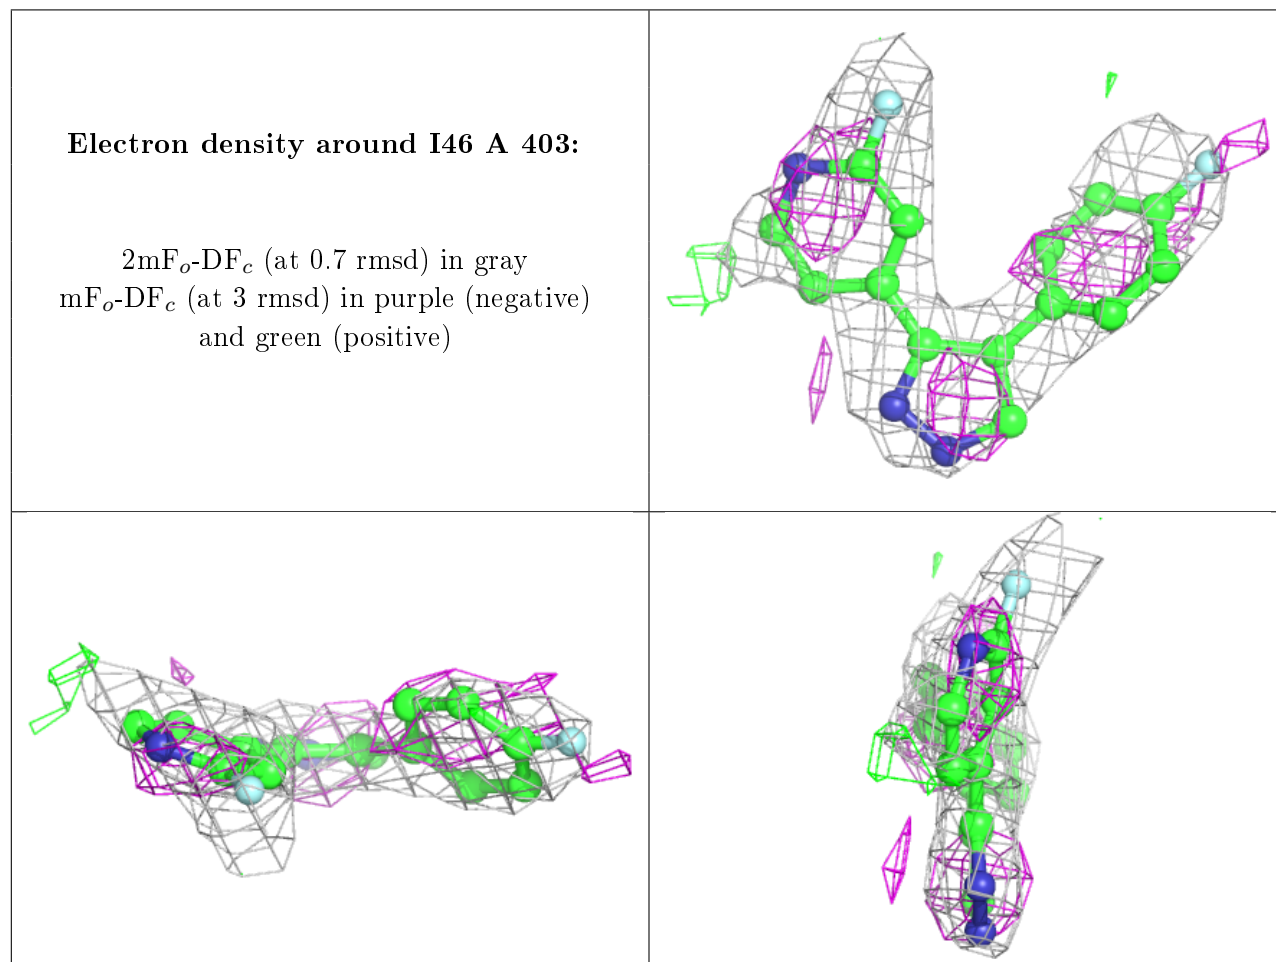 Electron density around I46 A 403:
2mFo-DFc (at 0.7 rmsd) in gray
mFo-DFc (at 3 rmsd) in purple (negative)
and green (positive)